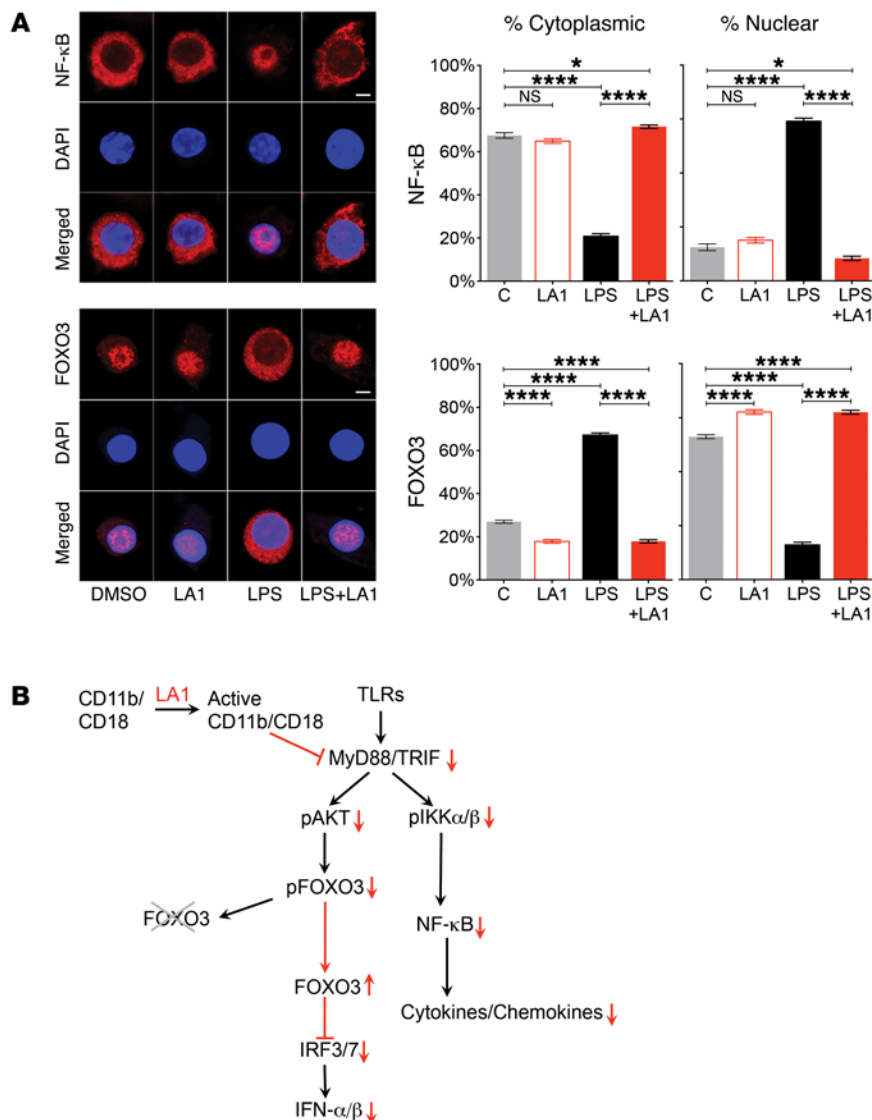 A
% Cytoplasmic
% Nuclear
NF-κB
DAPI
Merged
NF-κB
100%
80%
60%
40%
20%
0%
*
****
NS
****
C
LA1
LPS
LPS
+LA1
*
****
NS
****
C
LA1
LPS
LPS
+LA1
FOXO3
DAPI
Merged
DMSO
LA1
LPS
LPS+LA1
FOXO3
100%
80%
60%
40%
20%
0%
****
****
****
****
C
LA1
LPS
LPS
+LA1
****
****
****
****
C
LA1
LPS
LPS
+LA1
B
CD11b/
CD18
LA1
Active
CD11b/CD18
TLRs
MyD88/TRIF
pAKT
pIKKα/β
pFOXO3
FOXO3
NF-κB
FOXO3
Cytokines/Chemokines
IRF3/7
IFN-α/β